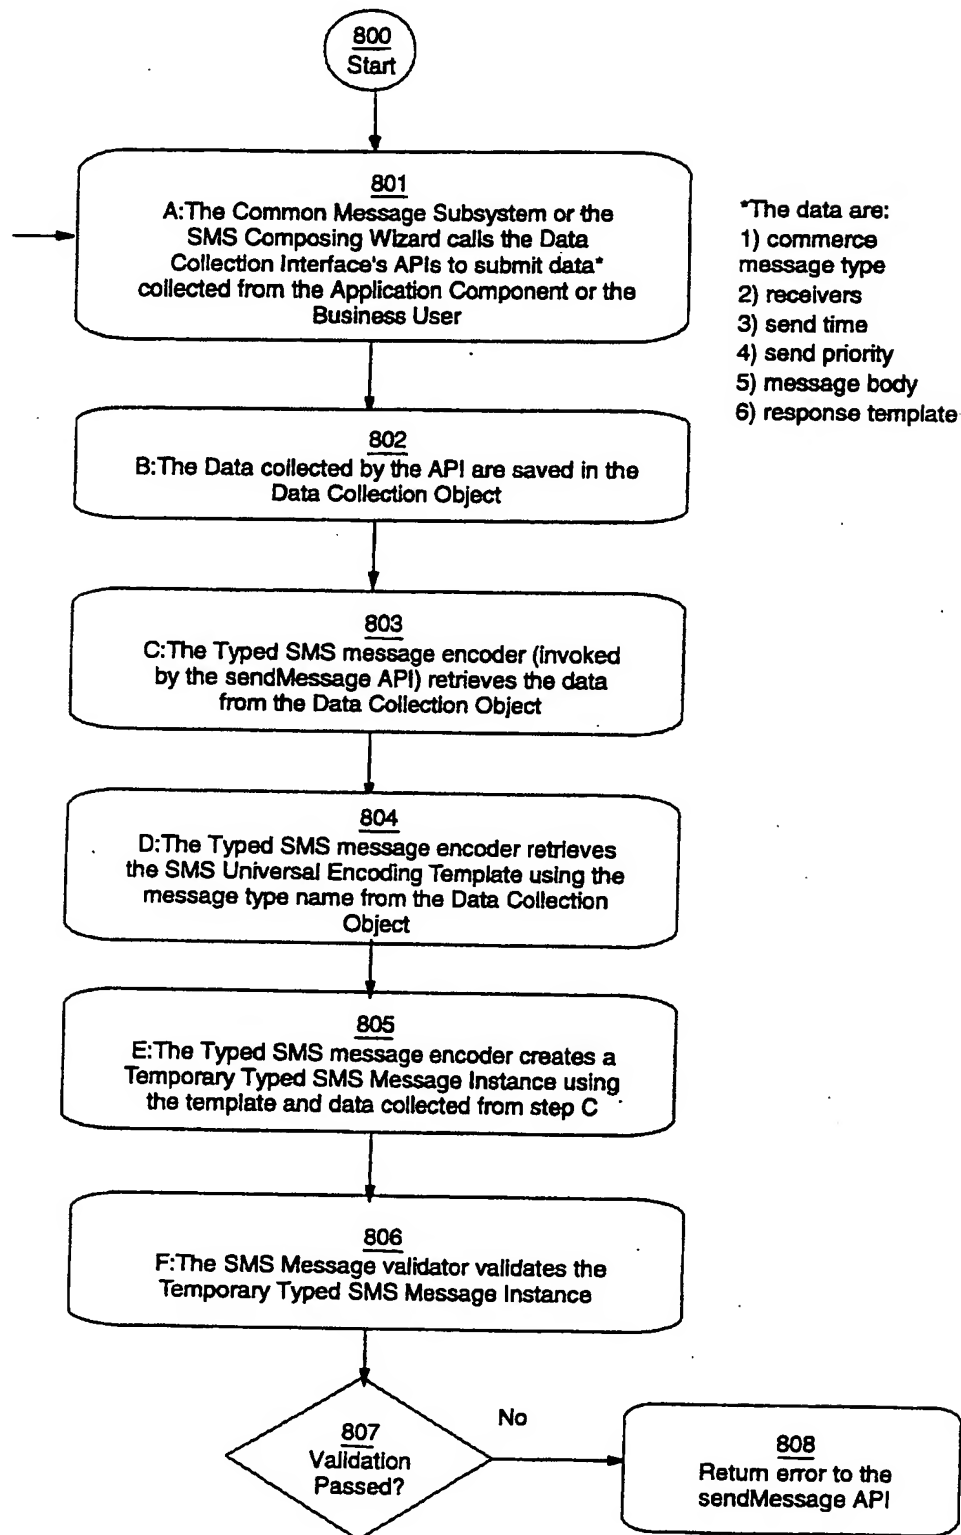 800
Start
801
A:The Common Message Subsystem or the
SMS Composing Wizard calls the Data
Collection Interface's APIs to submit data*
collected from the Application Component or the
Business User
*The data are:
1) commerce
message type
2) receivers
3) send time
4) send priority
5) message body
6) response template
802
B:The Data collected by the API are saved in the
Data Collection Object
803
C:The Typed SMS message encoder (invoked
by the sendMessage API) retrieves the data
from the Data Collection Object
804
D:The Typed SMS message encoder retrieves
the SMS Universal Encoding Template using the
message type name from the Data Collection
Object
805
E:The Typed SMS message encoder creates a
Temporary Typed SMS Message Instance using
the template and data collected from step C
806
F:The SMS Message validator validates the
Temporary Typed SMS Message Instance
807
Validation
Passed?
No
808
Return error to the
sendMessage API